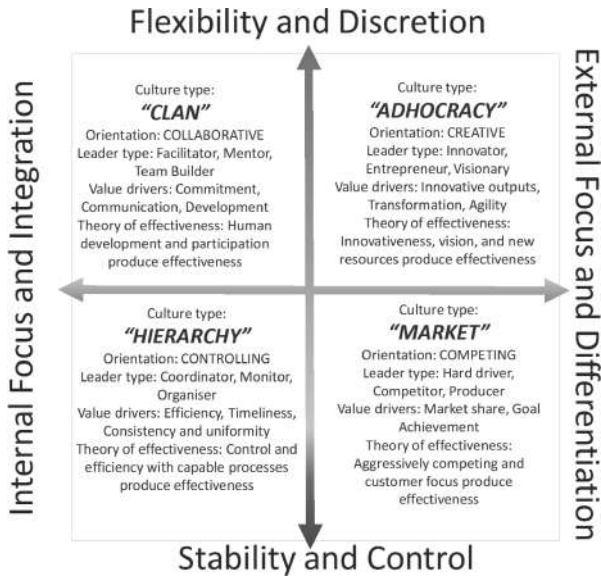 Flexibility and Discretion
Internal Focus and Integration
External Focus and Differentiation
Culture type:
"CLAN"
Orientation: COLLABORATIVE
Leader type: Facilitator, Mentor,
Team Builder
Value drivers: Commitment,
Communication, Development
Theory of effectiveness: Human
development and participation
produce effectiveness
Culture type:
"ADHOCRACY"
Orientation: CREATIVE
Leader type: Innovator,
Entrepreneur, Visionary
Value drivers: Innovative outputs,
Transformation, Agility
Theory of effectiveness:
Innovativeness, vision, and new
resources produce effectiveness
Culture type:
"HIERARCHY"
Orientation: CONTROLLING
Leader type: Coordinator, Monitor,
Organiser
Value drivers: Efficiency, Timeliness,
Consistency and uniformity
Theory of effectiveness: Control and
efficiency with capable processes
produce effectiveness
Culture type:
"MARKET"
Orientation: COMPETING
Leader type: Hard driver,
Competitor, Producer
Value drivers: Market share, Goal
Achievement
Theory of effectiveness:
Aggressively competing and
customer focus produce
effectiveness
Stability and Control